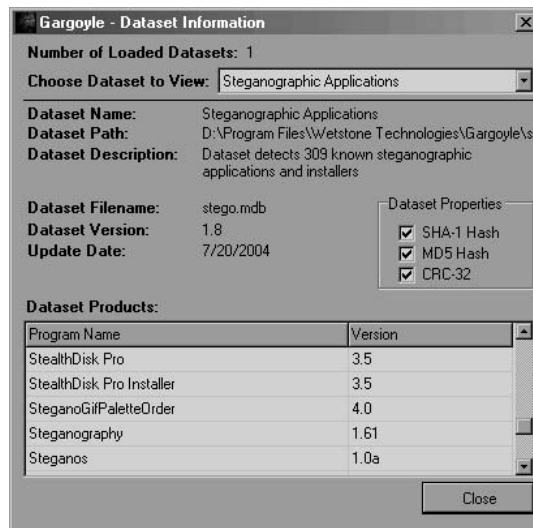 Gargoyle - Dataset Information
Number of Loaded Datasets: 1
Choose Dataset to View: Steganographic Applications
Dataset Name: Steganographic Applications
Dataset Path: D:\Program Files\Wetstone Technologies\Gargoyle\s
Dataset Description: Dataset detects 309 known steganographic
applications and installers
Dataset Filename: stego.mdb
Dataset Version: 1.8
Update Date: 7/20/2004
Dataset Properties
SHA-1 Hash
MD5 Hash
CRC-32
Dataset Products:
Program Name Version
StealthDisk Pro 3.5
StealthDisk Pro Installer 3.5
SteganoGifPaletteOrder 4.0
Steganography 1.61
Steganos 1.0a
Close